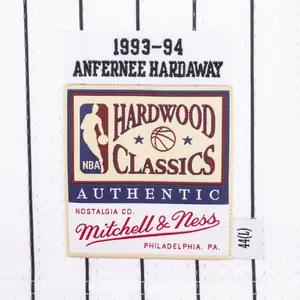 1993-94
ANFERNEE HARDAWAY
NBA
HARDWOOD
CLASSICS
AUTHENTIC
NOSTALGIA CO.
Mitchell & Ness
PHILADELPHIA, PA.
44(L)